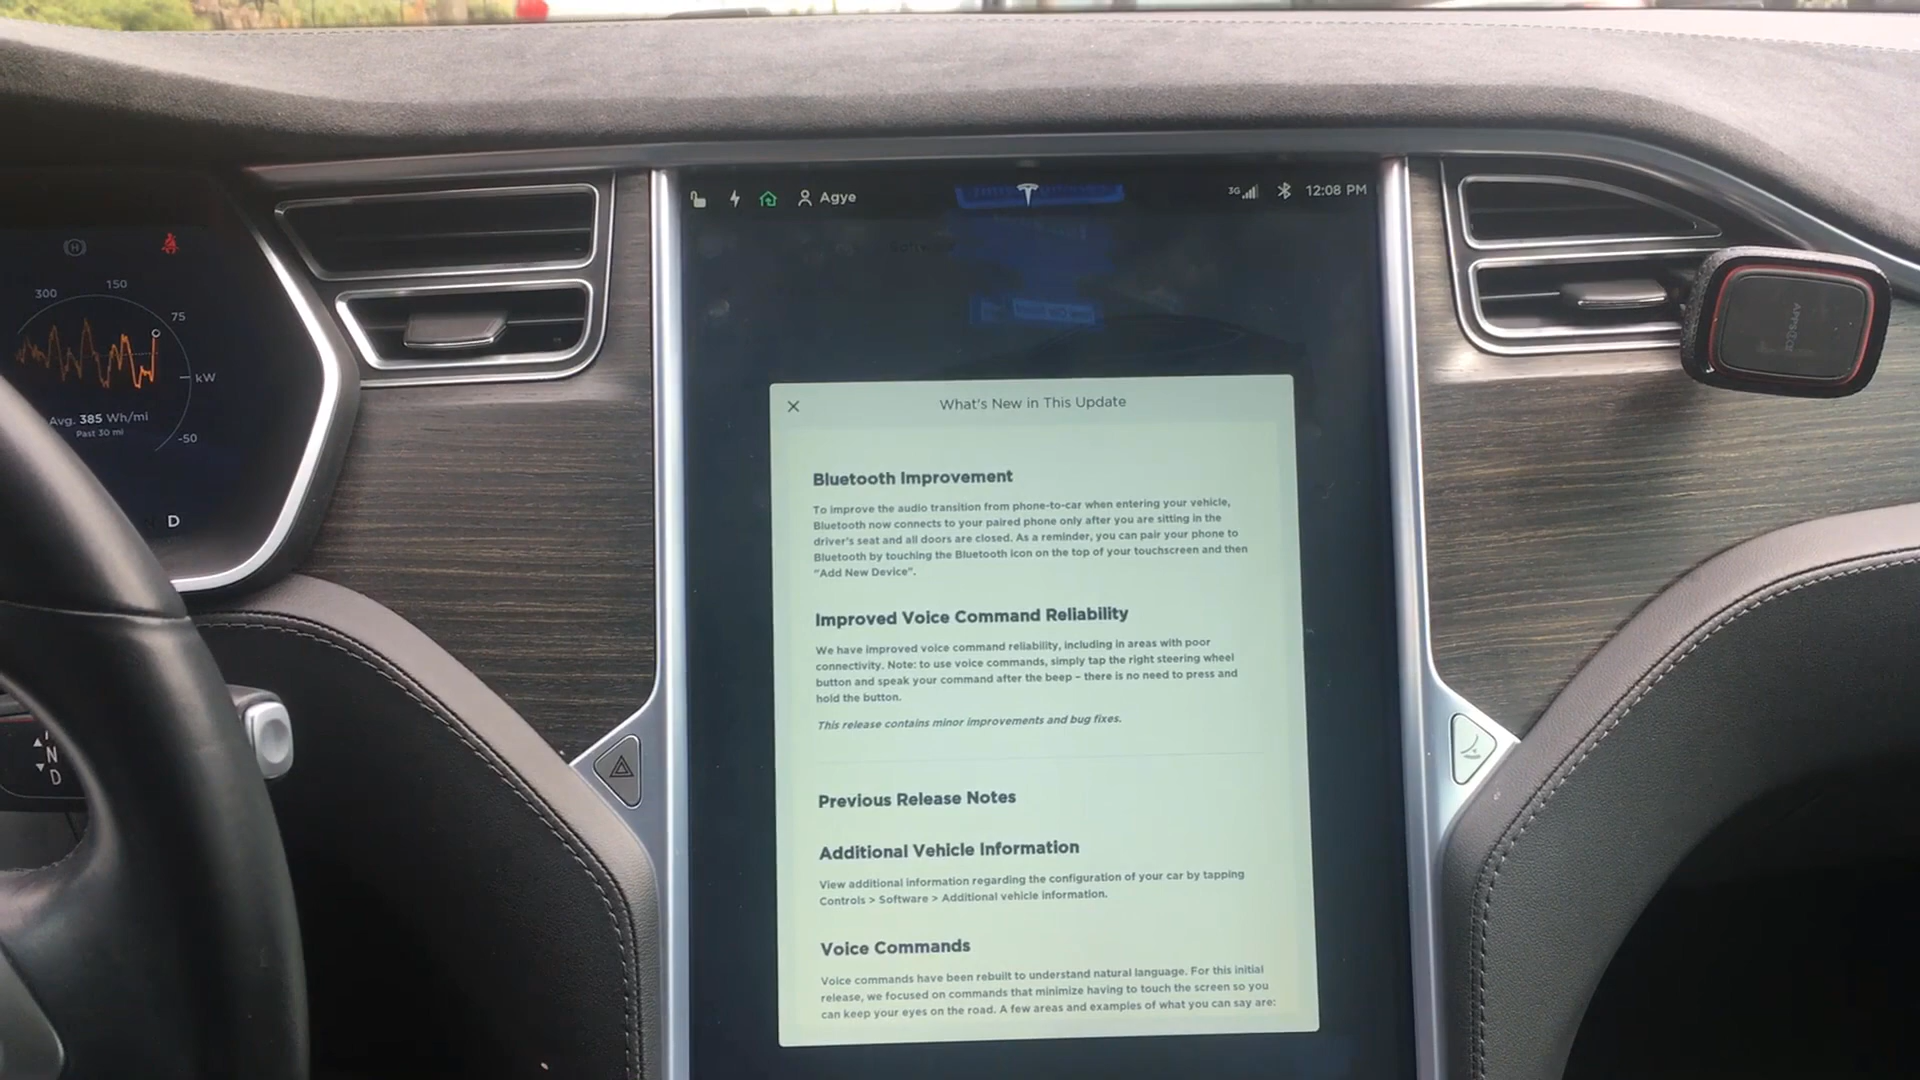 Agye
3G
12:08 PM
300
150
75
kW
-50
Avg. 385 Wh/mi
Past 30 mi
D
N
D
What's New in This Update
Bluetooth Improvement
To improve the audio transition from phone-to-car when entering your vehicle,
Bluetooth now connects to your paired phone only after you are sitting in the
driver's seat and all doors are closed. As a reminder, you can pair your phone to
Bluetooth by touching the Bluetooth icon on the top of your touchscreen and then
"Add New Device".
Improved Voice Command Reliability
We have improved voice command reliability, including in areas with poor
connectivity. Note: to use voice commands, simply tap the right steering wheel
button and speak your command after the beep – there is no need to press and
hold the button.
This release contains minor improvements and bug fixes.
Previous Release Notes
Additional Vehicle Information
View additional information regarding the configuration of your car by tapping
Controls > Software > Additional vehicle information.
Voice Commands
Voice commands have been rebuilt to understand natural language. For this initial
release, we focused on commands that minimize having to touch the screen so you
can keep your eyes on the road. A few areas and examples of what you can say are: